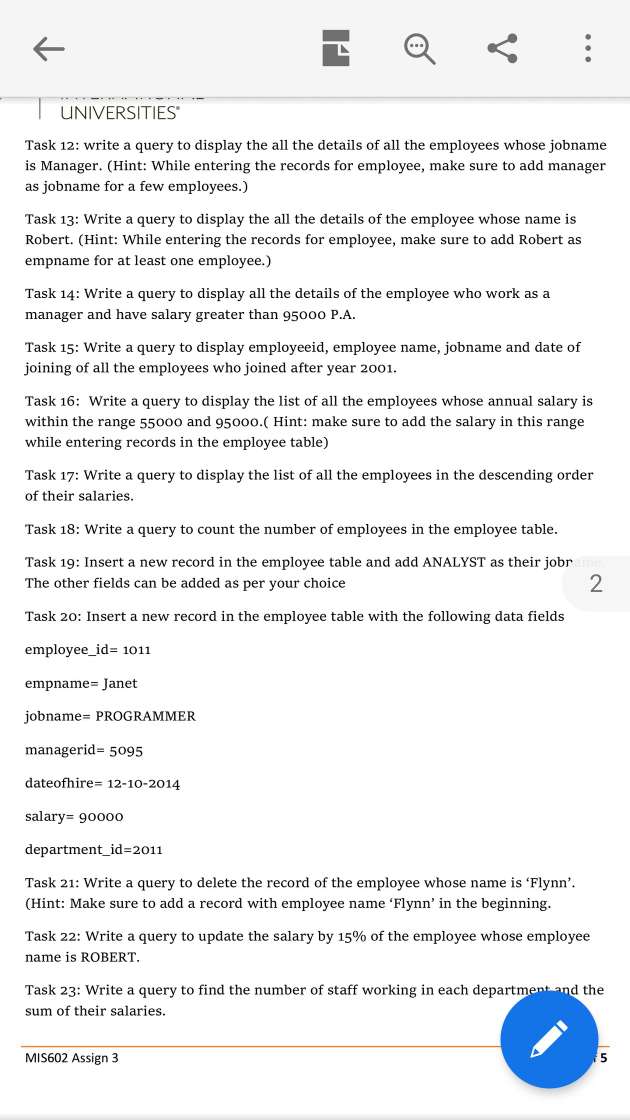 UNIVERSITIES®
Task 12: write a query to display the all the details of all the employees whose jobname
is Manager. (Hint: While entering the records for employee, make sure to add manager
as jobname for a few employees.)
Task 13: Write a query to display the all the details of the employee whose name is
Robert. (Hint: While entering the records for employee, make sure to add Robert as
empname for at least one employee.)
Task 14: Write a query to display all the details of the employee who work as a
manager and have salary greater than 95000 P.A.
Task 15: Write a query to display employeeid, employee name, jobname and date of
joining of all the employees who joined after year 2001.
Task 16:  Write a query to display the list of all the employees whose annual salary is
within the range 55000 and 95000.( Hint: make sure to add the salary in this range
while entering records in the employee table)
Task 17: Write a query to display the list of all the employees in the descending order
of their salaries.
Task 18: Write a query to count the number of employees in the employee table.
Task 19: Insert a new record in the employee table and add ANALYST as their jobname.
The other fields can be added as per your choice
2
Task 20: Insert a new record in the employee table with the following data fields
employee_id= 1011
empname= Janet
jobname= PROGRAMMER
managerid= 5095
dateofhire= 12-10-2014
salary= 90000
department_id=2011
Task 21: Write a query to delete the record of the employee whose name is ‘Flynn’.
(Hint: Make sure to add a record with employee name ‘Flynn’ in the beginning.
Task 22: Write a query to update the salary by 15% of the employee whose employee
name is ROBERT.
Task 23: Write a query to find the number of staff working in each department and the
sum of their salaries.
MIS602 Assign 3
5